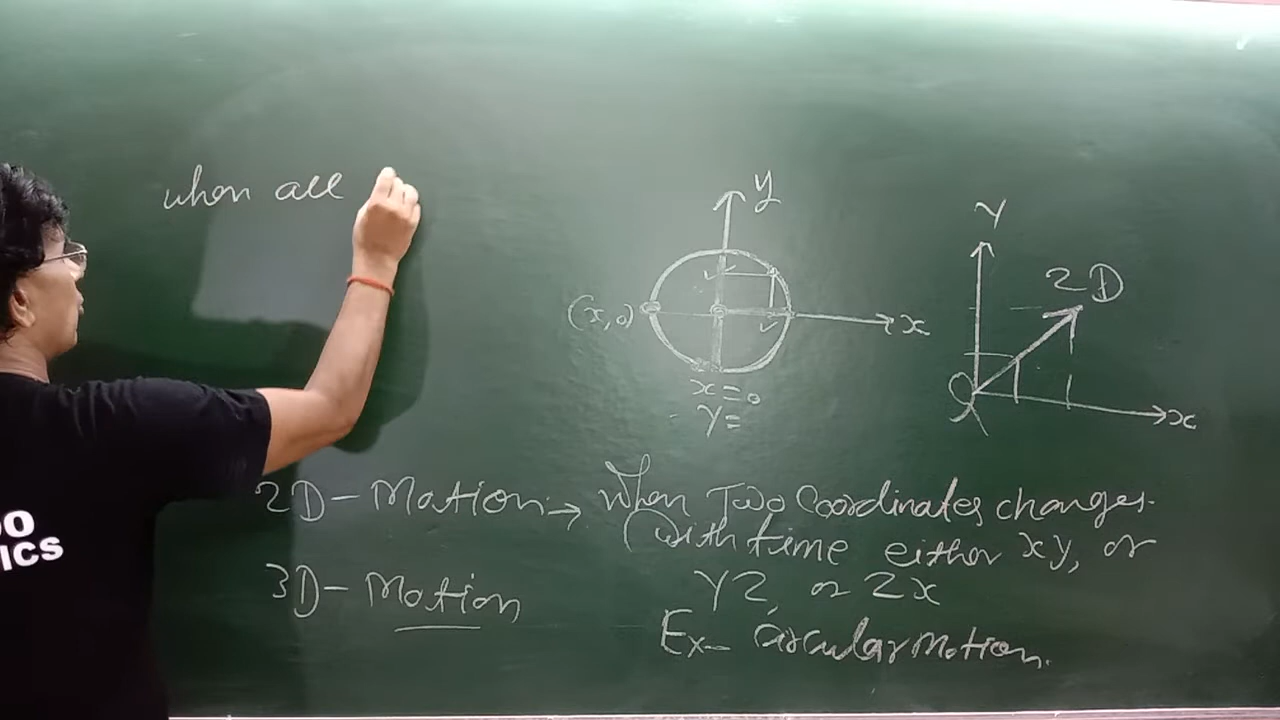 when all
y
(x,0)
x
x=0
Y=
Y
2D
x
2D-Motion → When Two Coordinates changes
(with time either xy, or
YZ, or Zx
3D-Motion
Ex- circular motion.
ICS